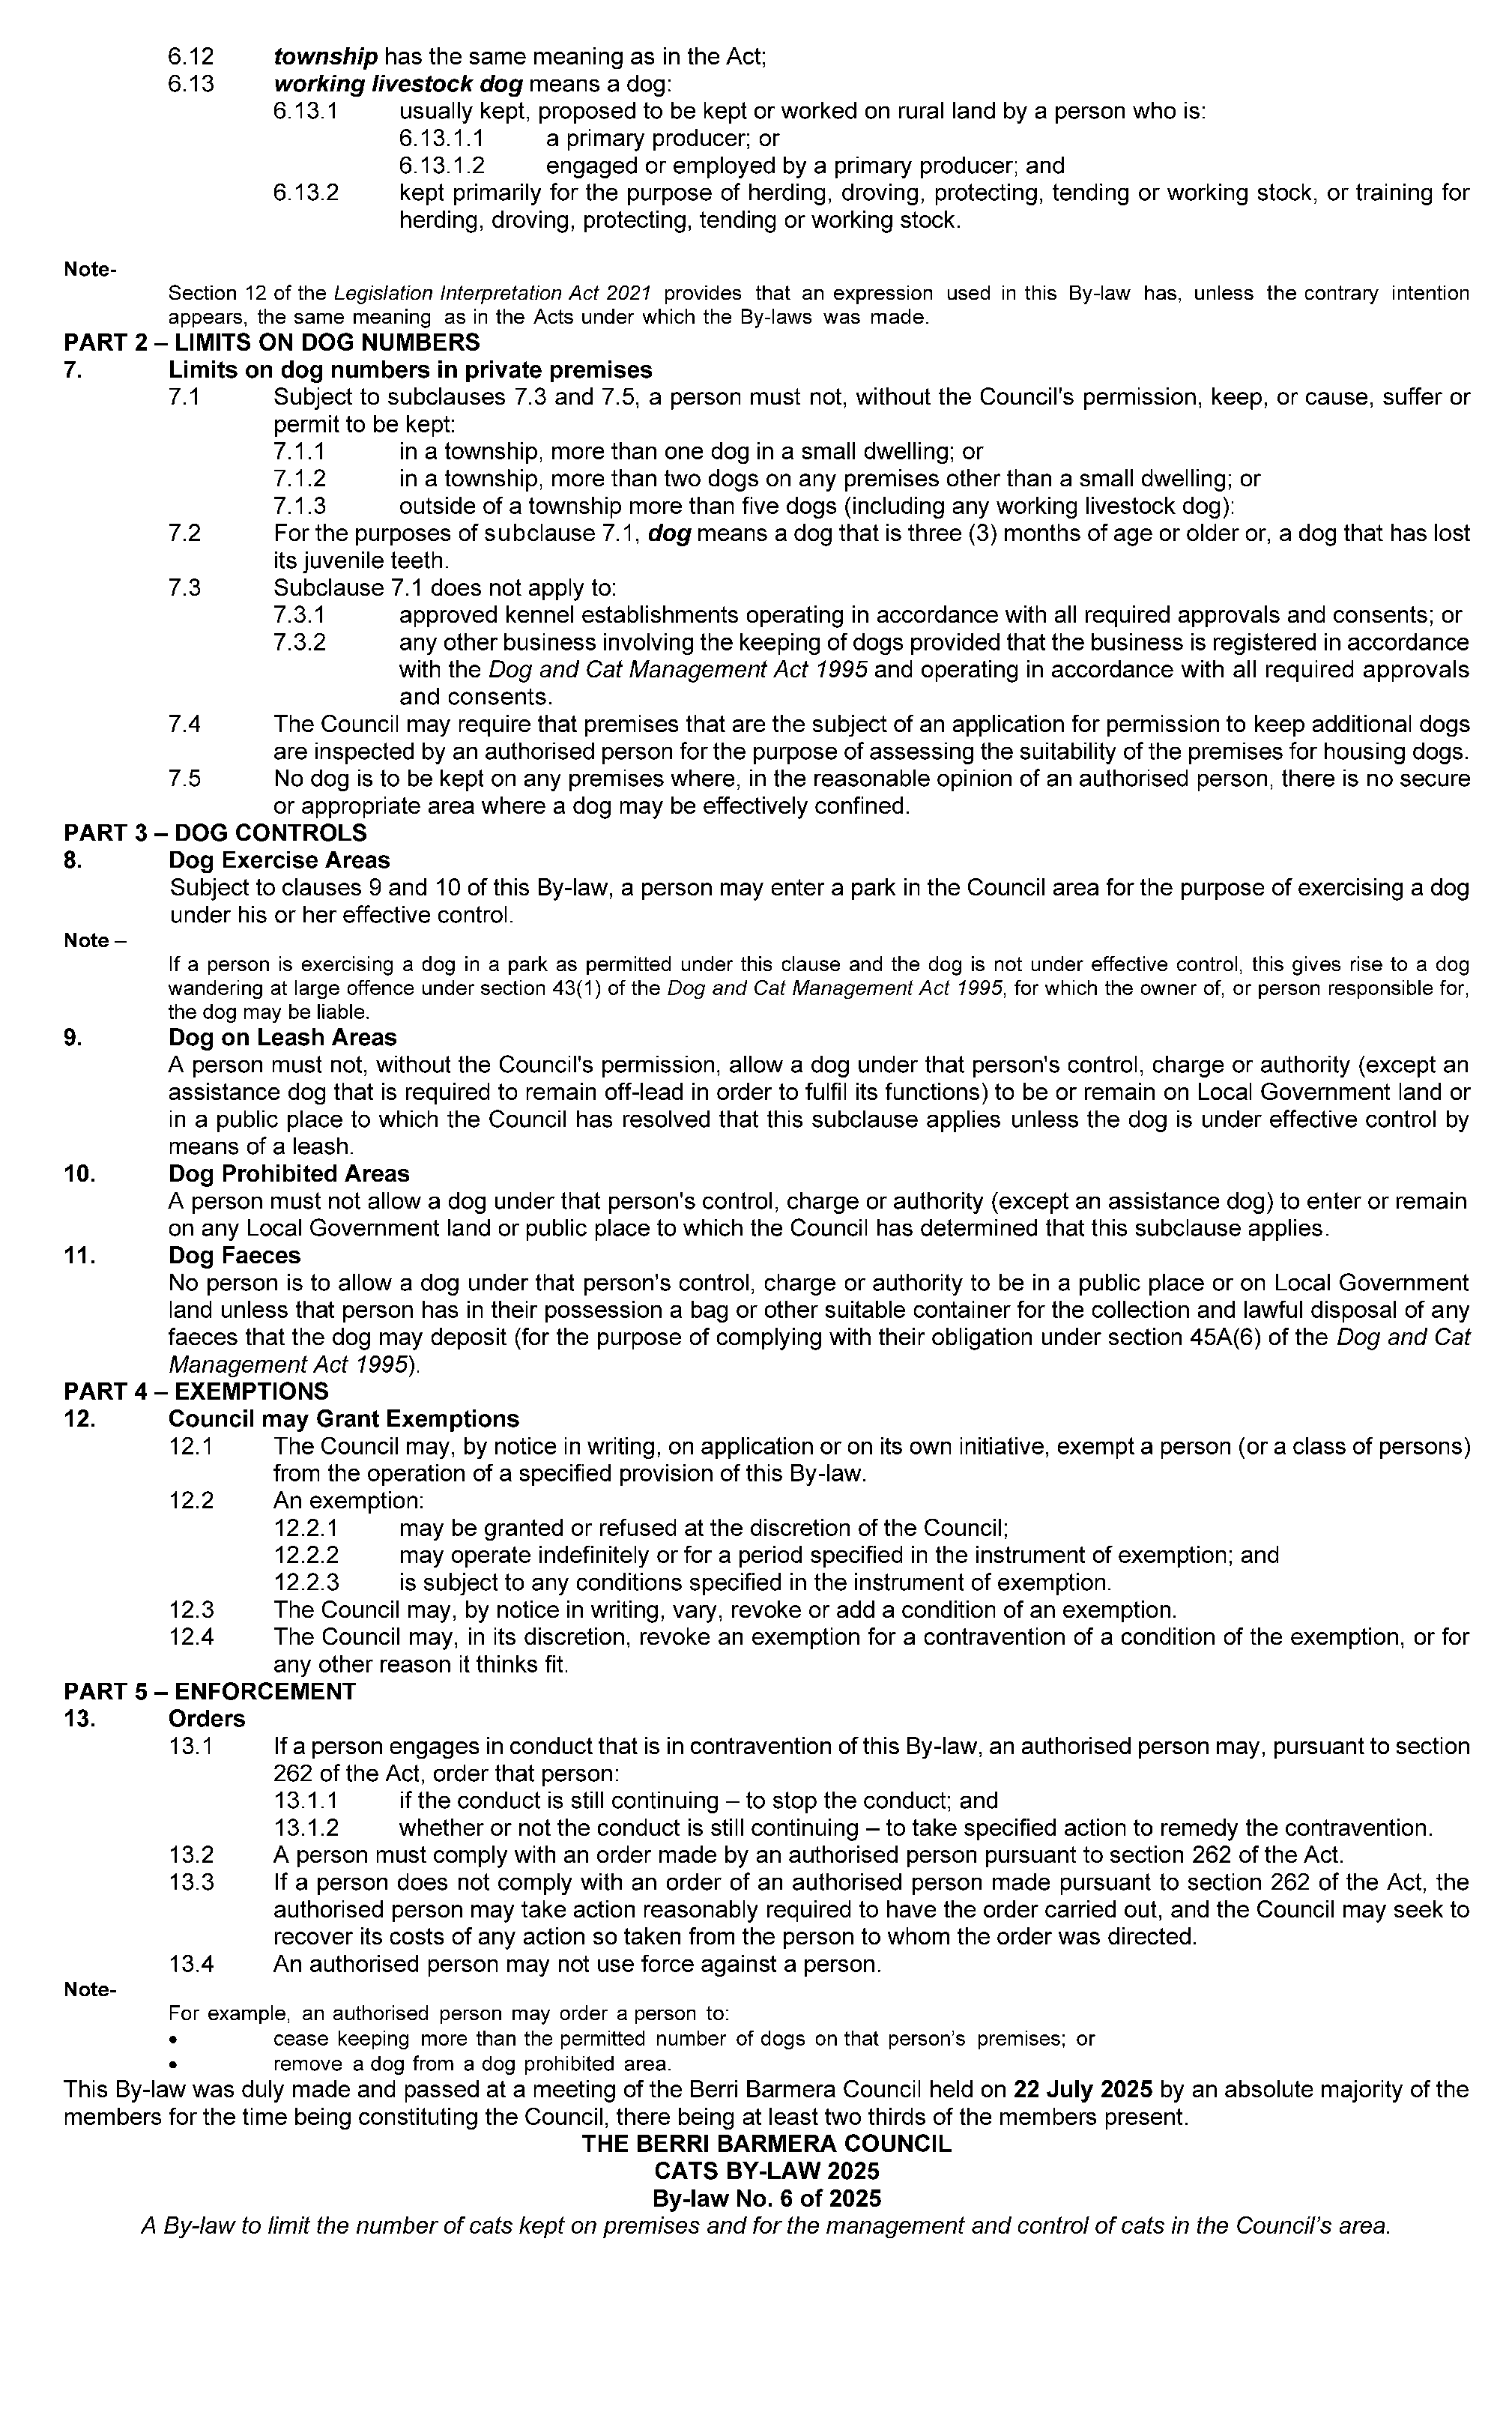 6.12 township has the same meaning as in the Act;
6.13 working livestock dog means a dog:
6.13.1 usually kept, proposed to be kept or worked on rural land by a person who is:
6.13.1.1 a primary producer; or
6.13.1.2 engaged or employed by a primary producer; and
6.13.2 kept primarily for the purpose of herding, droving, protecting, tending or working stock, or training for
herding, droving, protecting, tending or working stock.
Note-
Section 12 of the Legislation Interpretation Act 2021 provides that an expression used in this By-law has, unless the contrary intention
appears, the same meaning as in the Acts under which the By-laws was made.
PART 2 – LIMITS ON DOG NUMBERS
7. Limits on dog numbers in private premises
7.1 Subject to subclauses 7.3 and 7.5, a person must not, without the Council's permission, keep, or cause, suffer or
permit to be kept:
7.1.1 in a township, more than one dog in a small dwelling; or
7.1.2 in a township, more than two dogs on any premises other than a small dwelling; or
7.1.3 outside of a township more than five dogs (including any working livestock dog):
7.2 For the purposes of subclause 7.1, dog means a dog that is three (3) months of age or older or, a dog that has lost
its juvenile teeth.
7.3 Subclause 7.1 does not apply to:
7.3.1 approved kennel establishments operating in accordance with all required approvals and consents; or
7.3.2 any other business involving the keeping of dogs provided that the business is registered in accordance
with the Dog and Cat Management Act 1995 and operating in accordance with all required approvals
and consents.
7.4 The Council may require that premises that are the subject of an application for permission to keep additional dogs
are inspected by an authorised person for the purpose of assessing the suitability of the premises for housing dogs.
7.5 No dog is to be kept on any premises where, in the reasonable opinion of an authorised person, there is no secure
or appropriate area where a dog may be effectively confined.
PART 3 – DOG CONTROLS
8. Dog Exercise Areas
Subject to clauses 9 and 10 of this By-law, a person may enter a park in the Council area for the purpose of exercising a dog
under his or her effective control.
Note –
If a person is exercising a dog in a park as permitted under this clause and the dog is not under effective control, this gives rise to a dog
wandering at large offence under section 43(1) of the Dog and Cat Management Act 1995, for which the owner of, or person responsible for,
the dog may be liable.
9. Dog on Leash Areas
A person must not, without the Council's permission, allow a dog under that person's control, charge or authority (except an
assistance dog that is required to remain off-lead in order to fulfil its functions) to be or remain on Local Government land or
in a public place to which the Council has resolved that this subclause applies unless the dog is under effective control by
means of a leash.
10. Dog Prohibited Areas
A person must not allow a dog under that person's control, charge or authority (except an assistance dog) to enter or remain
on any Local Government land or public place to which the Council has determined that this subclause applies.
11. Dog Faeces
No person is to allow a dog under that person's control, charge or authority to be in a public place or on Local Government
land unless that person has in their possession a bag or other suitable container for the collection and lawful disposal of any
faeces that the dog may deposit (for the purpose of complying with their obligation under section 45A(6) of the Dog and Cat
Management Act 1995).
PART 4 – EXEMPTIONS
12. Council may Grant Exemptions
12.1 The Council may, by notice in writing, on application or on its own initiative, exempt a person (or a class of persons)
from the operation of a specified provision of this By-law.
12.2 An exemption:
12.2.1 may be granted or refused at the discretion of the Council;
12.2.2 may operate indefinitely or for a period specified in the instrument of exemption; and
12.2.3 is subject to any conditions specified in the instrument of exemption.
12.3 The Council may, by notice in writing, vary, revoke or add a condition of an exemption.
12.4 The Council may, in its discretion, revoke an exemption for a contravention of a condition of the exemption, or for
any other reason it thinks fit.
PART 5 – ENFORCEMENT
13. Orders
13.1 If a person engages in conduct that is in contravention of this By-law, an authorised person may, pursuant to section
262 of the Act, order that person:
13.1.1 if the conduct is still continuing – to stop the conduct; and
13.1.2 whether or not the conduct is still continuing – to take specified action to remedy the contravention.
13.2 A person must comply with an order made by an authorised person pursuant to section 262 of the Act.
13.3 If a person does not comply with an order of an authorised person made pursuant to section 262 of the Act, the
authorised person may take action reasonably required to have the order carried out, and the Council may seek to
recover its costs of any action so taken from the person to whom the order was directed.
13.4 An authorised person may not use force against a person.
Note-
For example, an authorised person may order a person to:
• cease keeping more than the permitted number of dogs on that person's premises; or
• remove a dog from a dog prohibited area.
This By-law was duly made and passed at a meeting of the Berri Barmera Council held on 22 July 2025 by an absolute majority of the
members for the time being constituting the Council, there being at least two thirds of the members present.
THE BERRI BARMERA COUNCIL
CATS BY-LAW 2025
By-law No. 6 of 2025
A By-law to limit the number of cats kept on premises and for the management and control of cats in the Council's area.